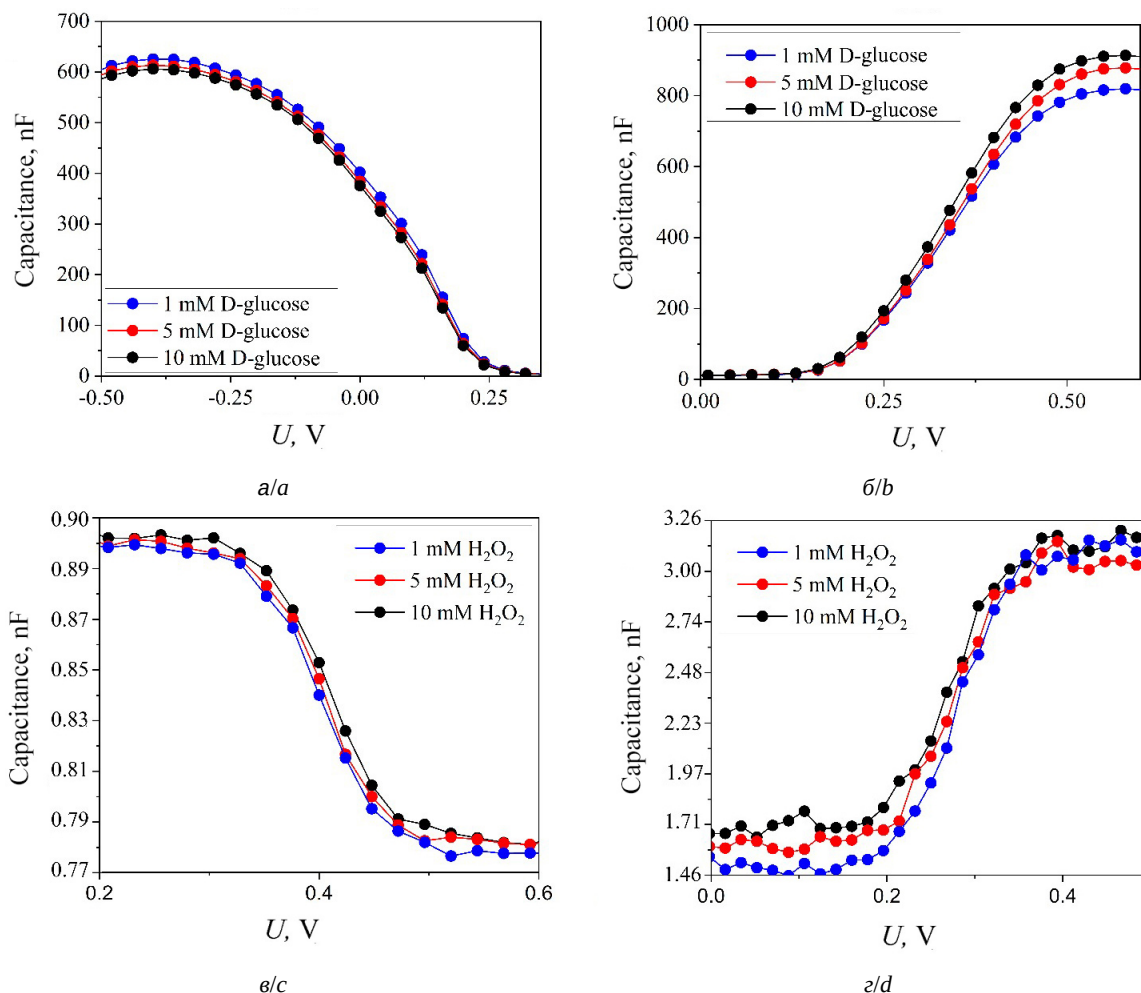 700
600
500
400
300
200
100
0
Capacitance, nF
1 mM D-glucose
5 mM D-glucose
10 mM D-glucose
-0.50
-0.25
0.00
0.25
U, V
а/a
1000
800
600
400
200
0
Capacitance, nF
1 mM D-glucose
5 mM D-glucose
10 mM D-glucose
0.00
0.25
0.50
U, V
б/b
0.90
0.89
0.87
0.85
0.83
0.81
0.79
0.77
Capacitance, nF
1 mM H₂O₂
5 mM H₂O₂
10 mM H₂O₂
0.2
0.4
0.6
U, V
в/c
3.26
3.00
2.74
2.48
2.23
1.97
1.71
1.46
Capacitance, nF
1 mM H₂O₂
5 mM H₂O₂
10 mM H₂O₂
0.0
0.2
0.4
U, V
г/d